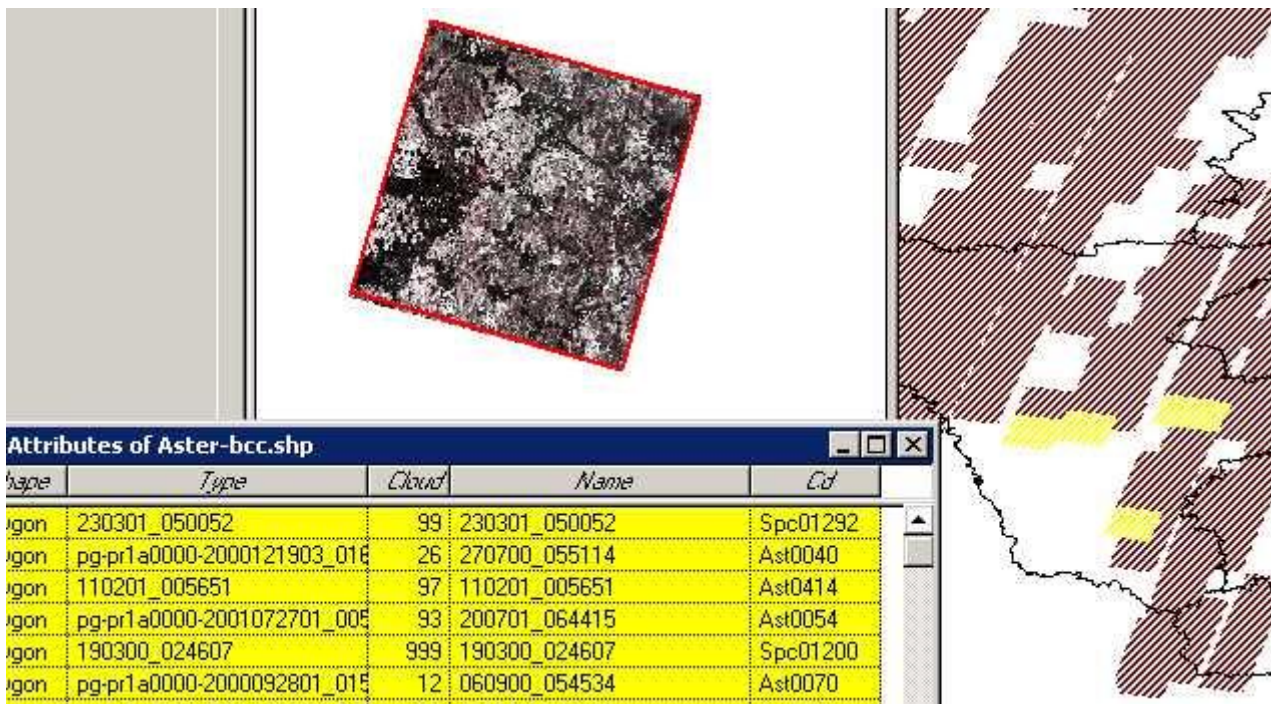 Attributes of Aster-bcc.shp
hape Type Cloud Name Cd
ygon 230301_050052 99 230301_050052 Spc01292
ygon pg-pr1a0000-2000121903_016 26 270700_055114 Ast0040
ygon 110201_005651 97 110201_005651 Ast0414
ygon pg-pr1a0000-2001072701_005 93 200701_064415 Ast0054
ygon 190300_024607 999 190300_024607 Spc01200
ygon pg-pr1a0000-2000092801_015 12 060900_054534 Ast0070